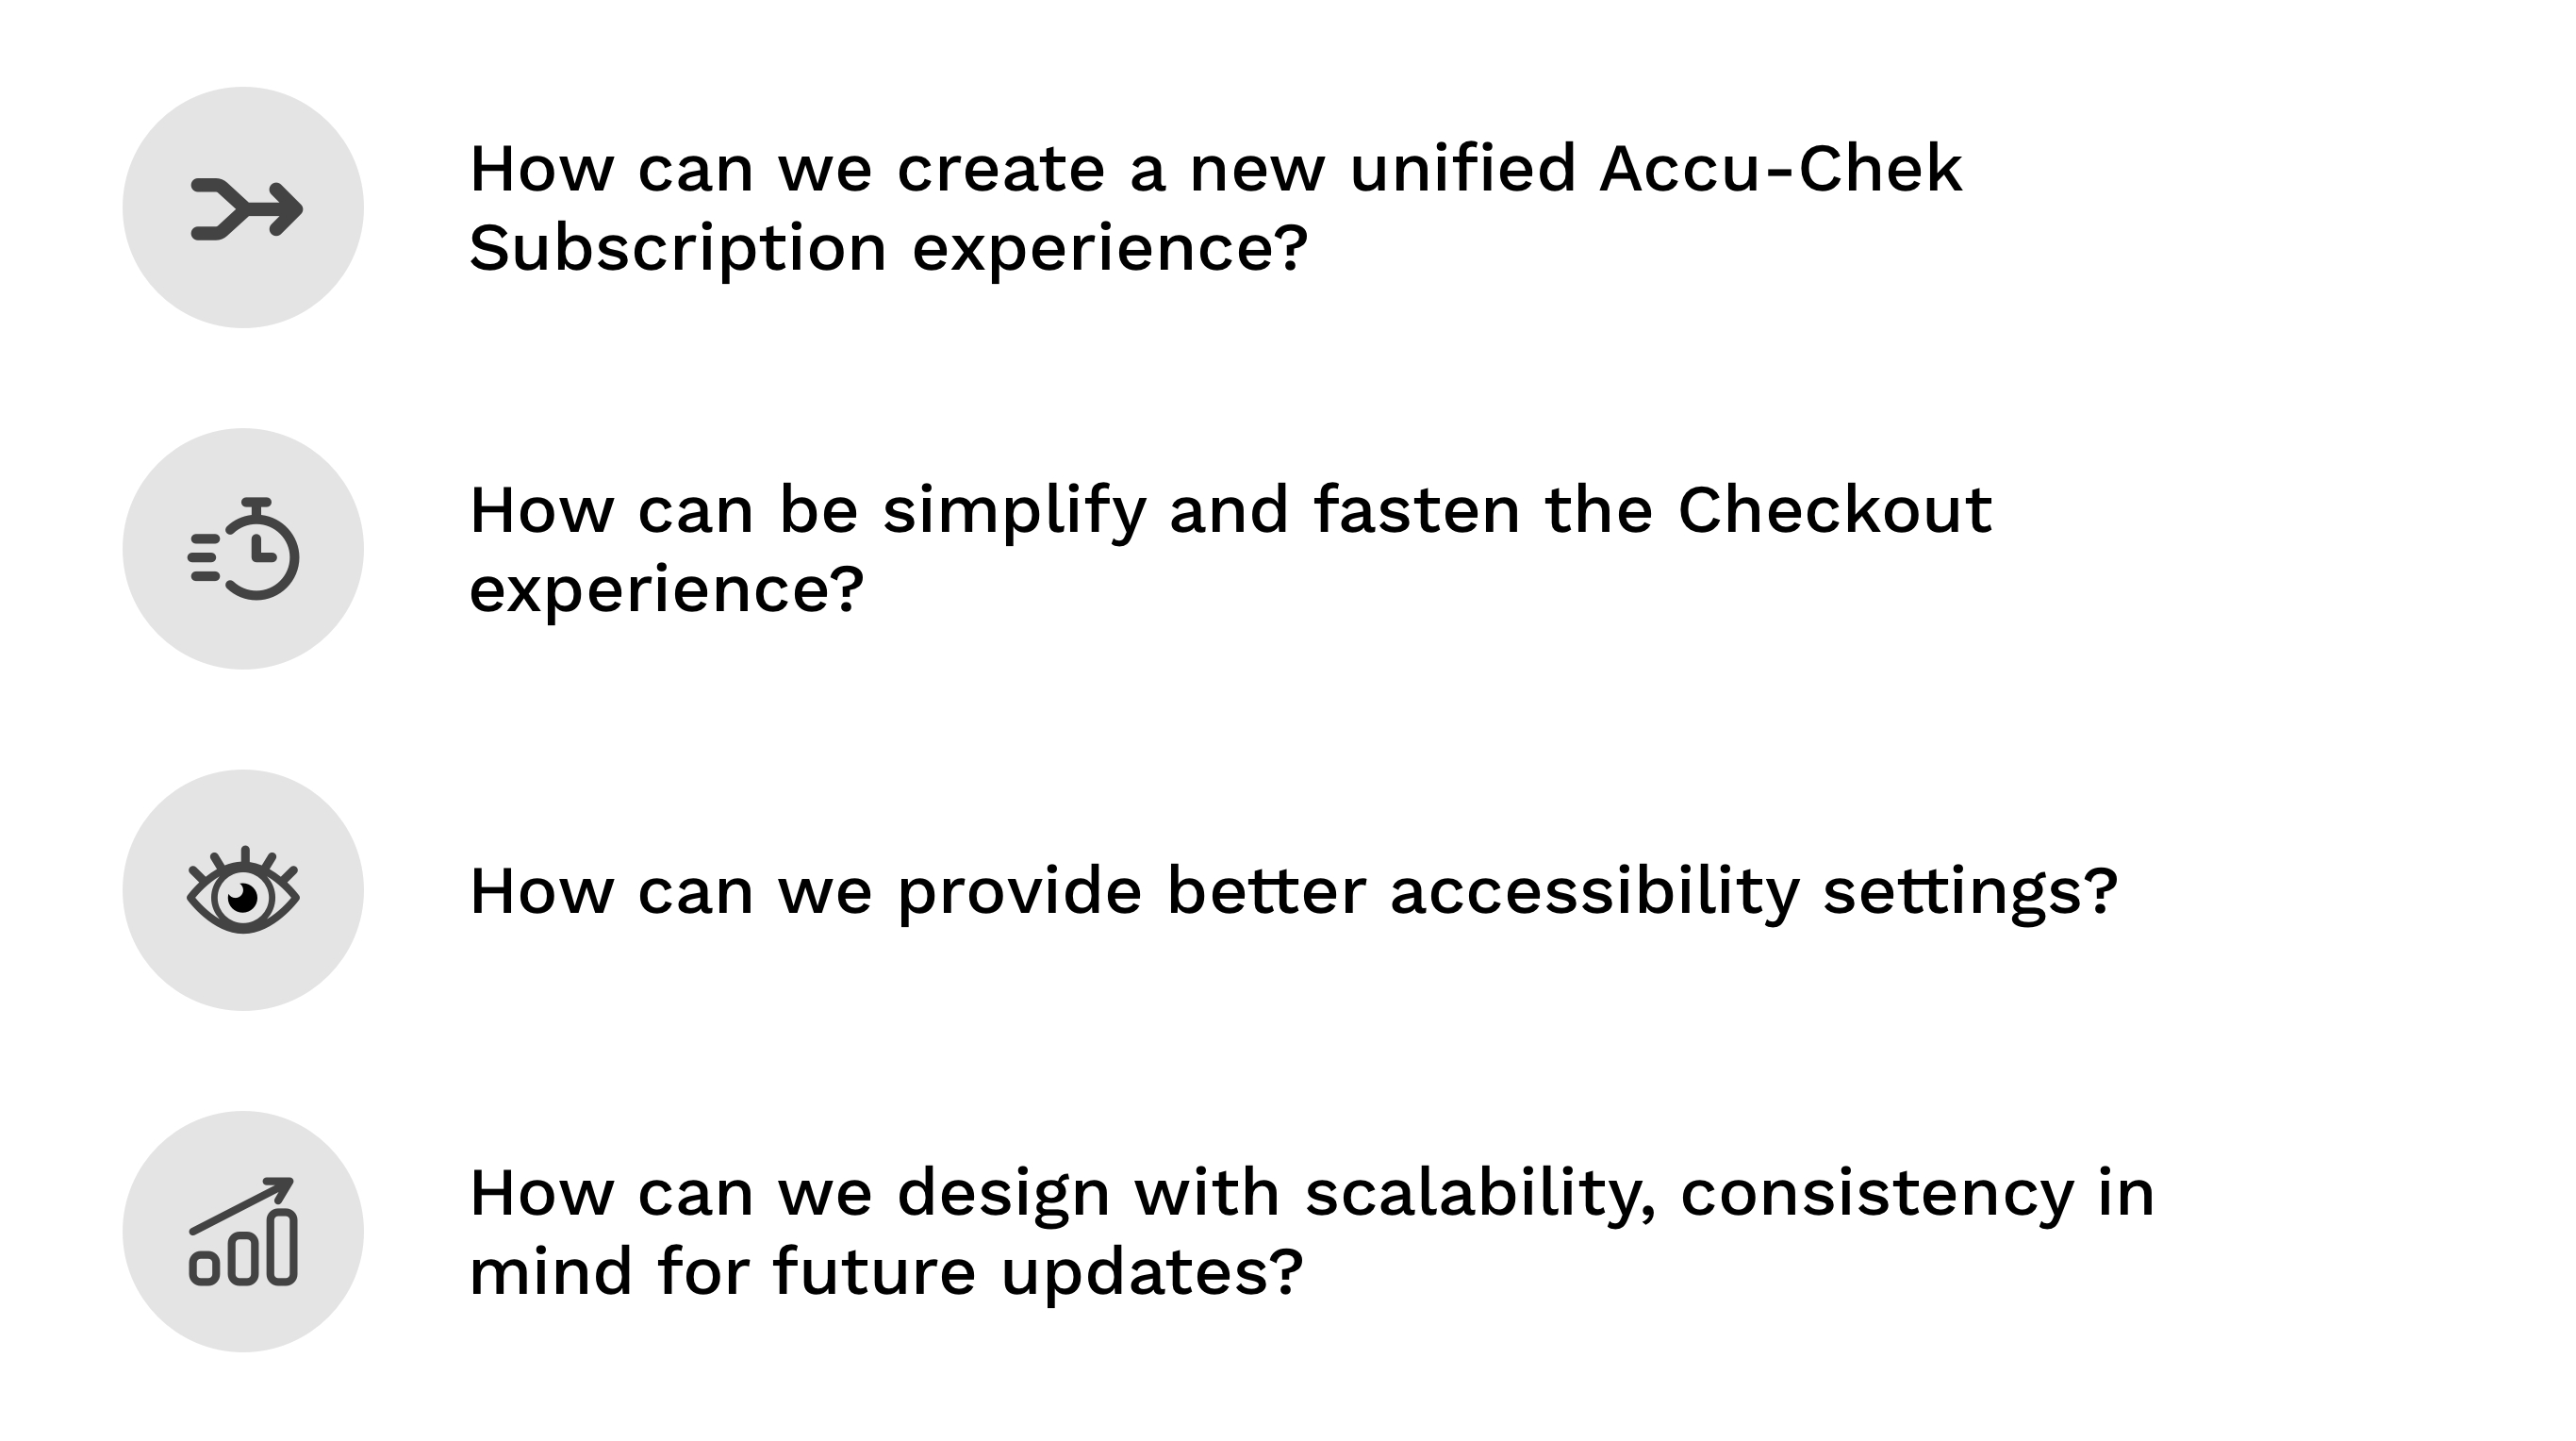 How can we create a new unified Accu-Chek
Subscription experience?
How can be simplify and fasten the Checkout
experience?
How can we provide better accessibility settings?
How can we design with scalability, consistency in
mind for future updates?